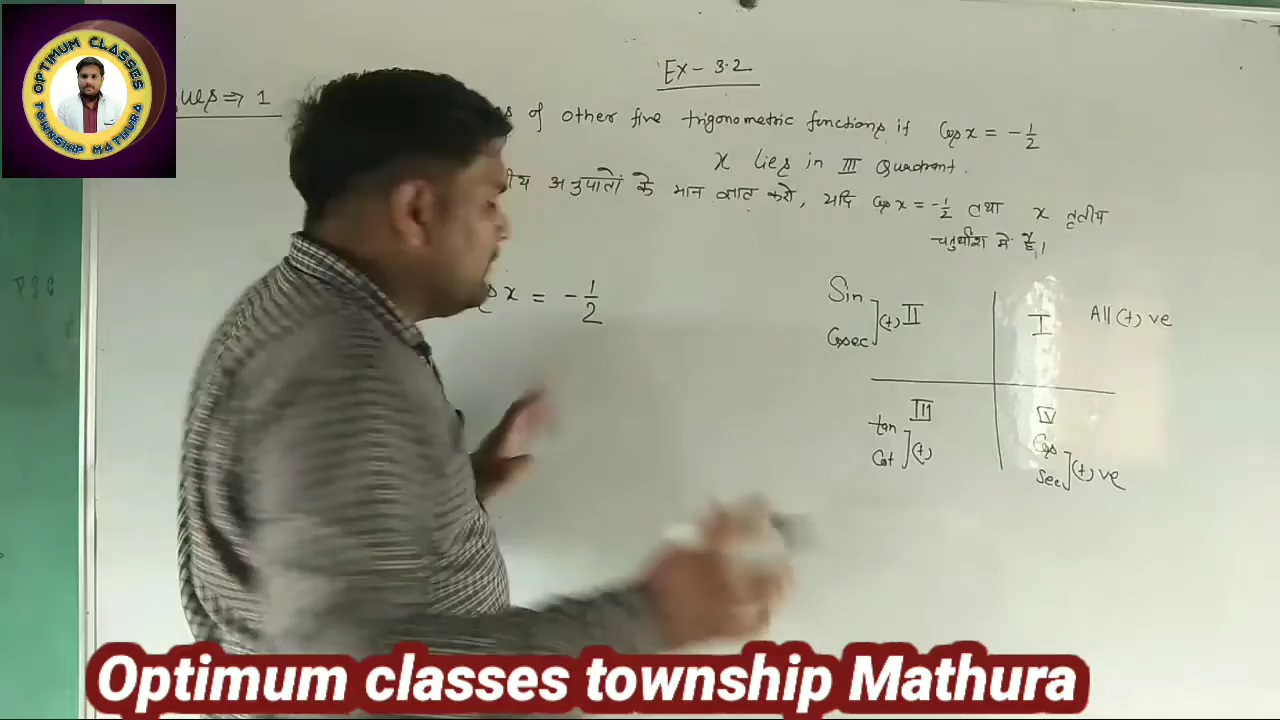 OPTIMUM CLASSES
TOWNSHIP MATHURA
Ex - 3.2
Ques ⇒ 1
of other five trigonometric functions if Cos x = -1/2
x lies in III Quadrant.
अनुपातों के मान ज्ञात करो, यदि Cos x = -1/2 तथा x तृतीय
चतुर्थांश में है।
x = -1/2
Sin
Cosec
(+) II
I
All (+) ve
III
tan
Cot
(+)
IV
Cos
Sec
(+) ve
Optimum classes township Mathura